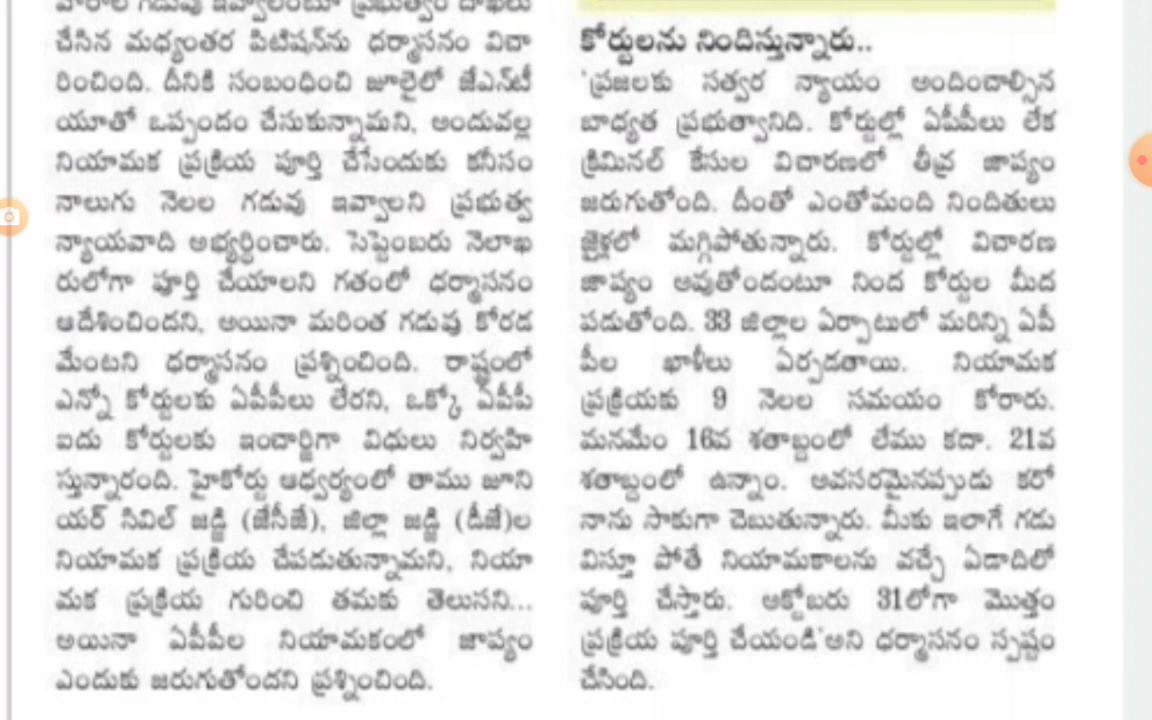 వారాల గడువు ఇవ్వాలంటూ ప్రభుత్వం దాఖలు
చేసిన మధ్యంతర పిటిషన్‌ను ధర్మాసనం విచా
రించింది. దీనికి సంబంధించి జూలైలో జేఎన్‌టీ
యూతో ఒప్పందం చేసుకున్నామని, అందువల్ల
నియామక ప్రక్రియ పూర్తి చేసేందుకు కనీసం
నాలుగు నెలల గడువు ఇవ్వాలని ప్రభుత్వ
న్యాయవాది అభ్యర్థించారు. సెప్టెంబరు నెలాఖ
రులోగా పూర్తి చేయాలని గతంలో ధర్మాసనం
ఆదేశించిందని, అయినా మరింత గడువు కోరడ
మేంటని ధర్మాసనం ప్రశ్నించింది. రాష్ట్రంలో
ఎన్నో కోర్టులకు ఏపీపీలు లేరని, ఒక్కో ఏపీపీ
ఐదు కోర్టులకు ఇంచార్జిగా విధులు నిర్వహి
స్తున్నారంది. హైకోర్టు ఆధ్వర్యంలో తాము జూని
యర్ సివిల్ జడ్జి (జేసీజే), జిల్లా జడ్జి (డీజే)ల
నియామక ప్రక్రియ చేపడుతున్నామని, నియా
మక ప్రక్రియ గురించి తమకు తెలుసని...
అయినా ఏపీపీల నియామకంలో జాప్యం
ఎందుకు జరుగుతోందని ప్రశ్నించింది.
కోర్టులను నిందిస్తున్నారు..
'ప్రజలకు సత్వర న్యాయం అందించాల్సిన
బాధ్యత ప్రభుత్వానిది. కోర్టుల్లో ఏపీపీలు లేక
క్రిమినల్ కేసుల విచారణలో తీవ్ర జాప్యం
జరుగుతోంది. దీంతో ఎంతోమంది నిందితులు
జైళ్లలో మగ్గిపోతున్నారు. కోర్టుల్లో విచారణ
జాప్యం అవుతోందంటూ నింద కోర్టుల మీద
పడుతోంది. 33 జిల్లాల ఏర్పాటులో మరిన్ని ఏపీ
పీల ఖాళీలు ఏర్పడతాయి. నియామక
ప్రక్రియకు 9 నెలల సమయం కోరారు.
మనమేం 16వ శతాబ్దంలో లేము కదా. 21వ
శతాబ్దంలో ఉన్నాం. అవసరమైనప్పుడు కరో
నాను సాకుగా చెబుతున్నారు. మీకు ఇలాగే గడు
విస్తూ పోతే నియామకాలను వచ్చే ఏడాదిలో
పూర్తి చేస్తారు. అక్టోబరు 31లోగా మొత్తం
ప్రక్రియ పూర్తి చేయండి'అని ధర్మాసనం స్పష్టం
చేసింది.